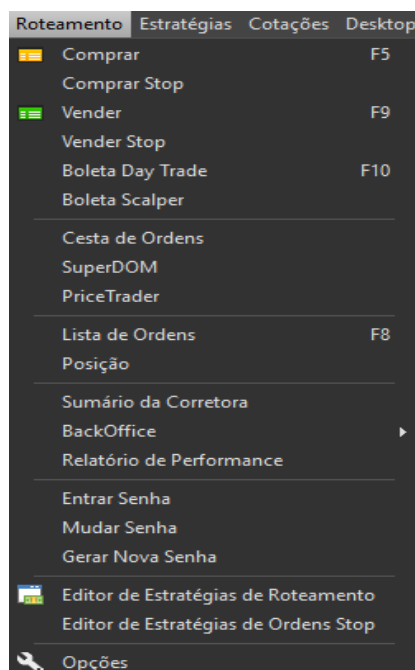 Roteamento Estratégias Cotações Desktop
Comprar F5
Comprar Stop
Vender F9
Vender Stop
Boleta Day Trade F10
Boleta Scalper
Cesta de Ordens
SuperDOM
PriceTrader
Lista de Ordens F8
Posição
Sumário da Corretora
BackOffice
Relatório de Performance
Entrar Senha
Mudar Senha
Gerar Nova Senha
Editor de Estratégias de Roteamento
Editor de Estratégias de Ordens Stop
Opções